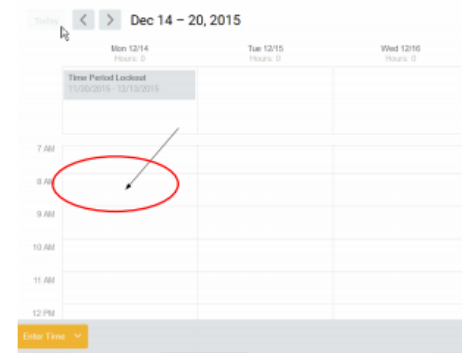 Today < > Dec 14 – 20, 2015
Mon 12/14 Tue 12/15 Wed 12/16
Hours: 0 Hours: 0 Hours: 0
Time Period Lockout
11/30/2015 - 12/13/2015
7 AM
8 AM
9 AM
10 AM
11 AM
12 PM
Enter Time